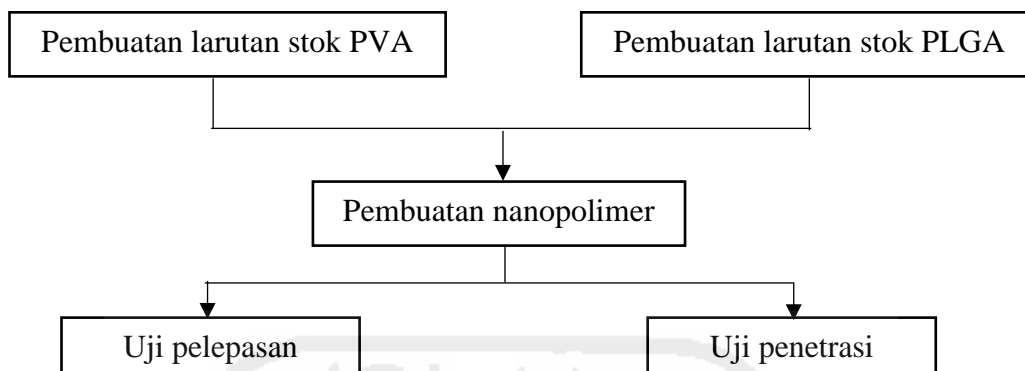 Pembuatan larutan stok PVA
Pembuatan larutan stok PLGA
Pembuatan nanopolimer
Uji pelepasan
Uji penetrasi